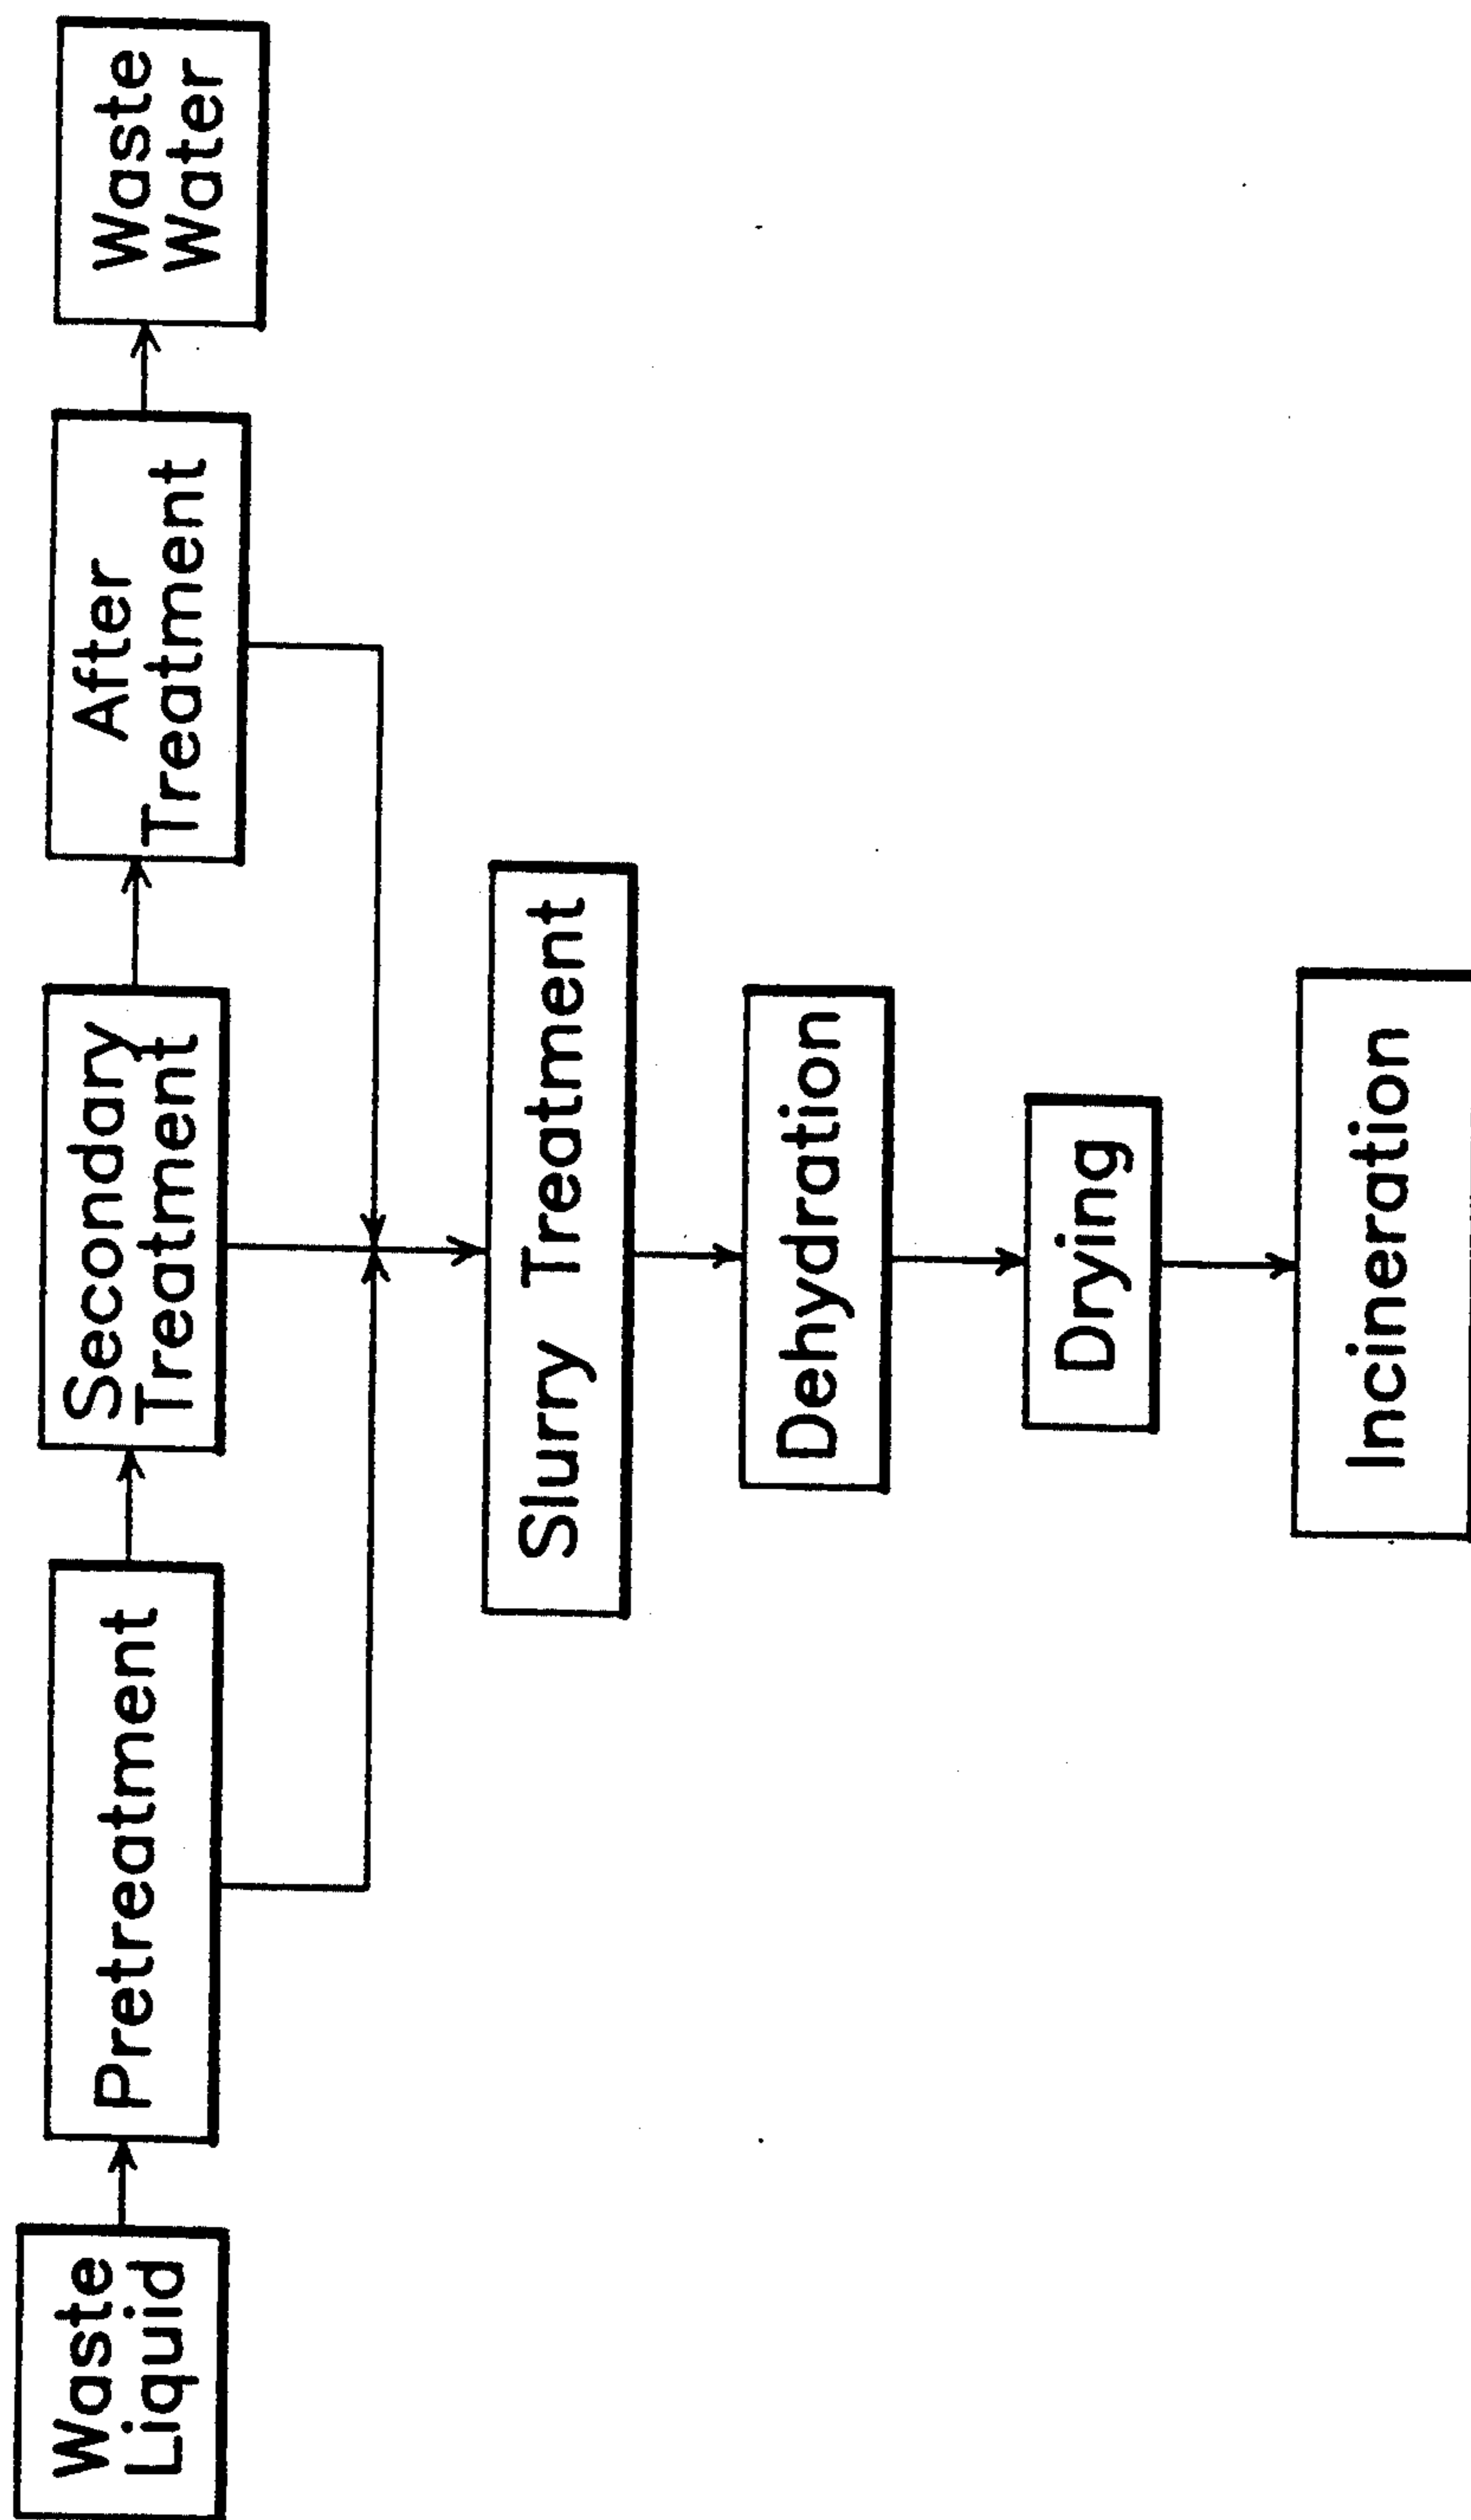 Waste
Liquid
Pretreatment
Secondary
Treatment
After
Treatment
Waste
Water
Slurry Treatment
Dehydration
Drying
Incineration